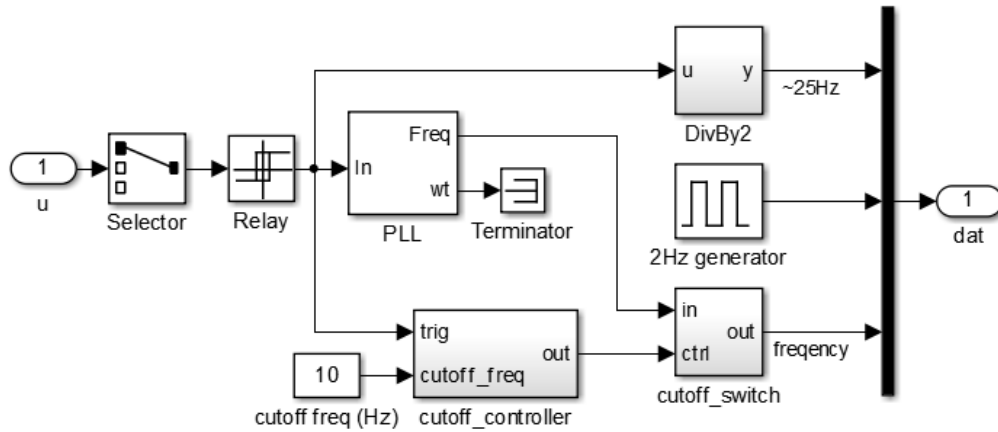 1
u
Selector
Relay
In
Freq
wt
PLL
Terminator
u
y
DivBy2
~25Hz
2Hz generator
1
dat
trig
cutoff_freq
out
cutoff_controller
10
cutoff freq (Hz)
in
ctrl
out
cutoff_switch
freqency